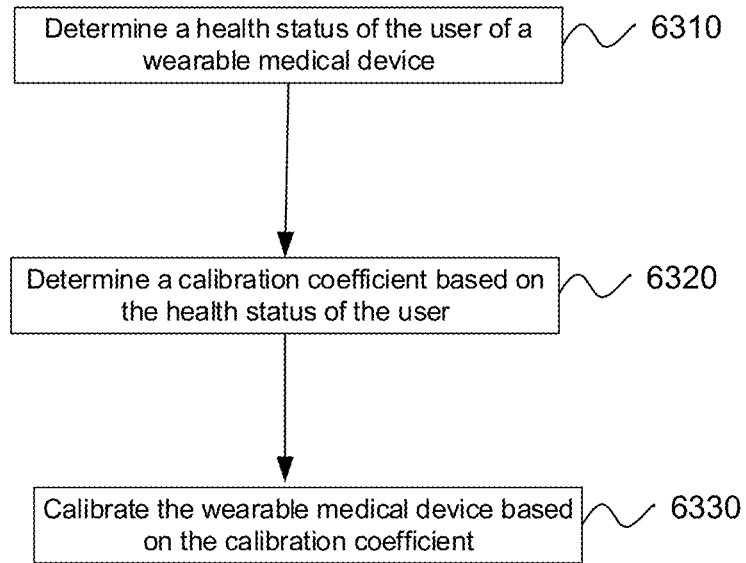 Determine a health status of the user of a
wearable medical device
6310
Determine a calibration coefficient based on
the health status of the user
6320
Calibrate the wearable medical device based
on the calibration coefficient
6330